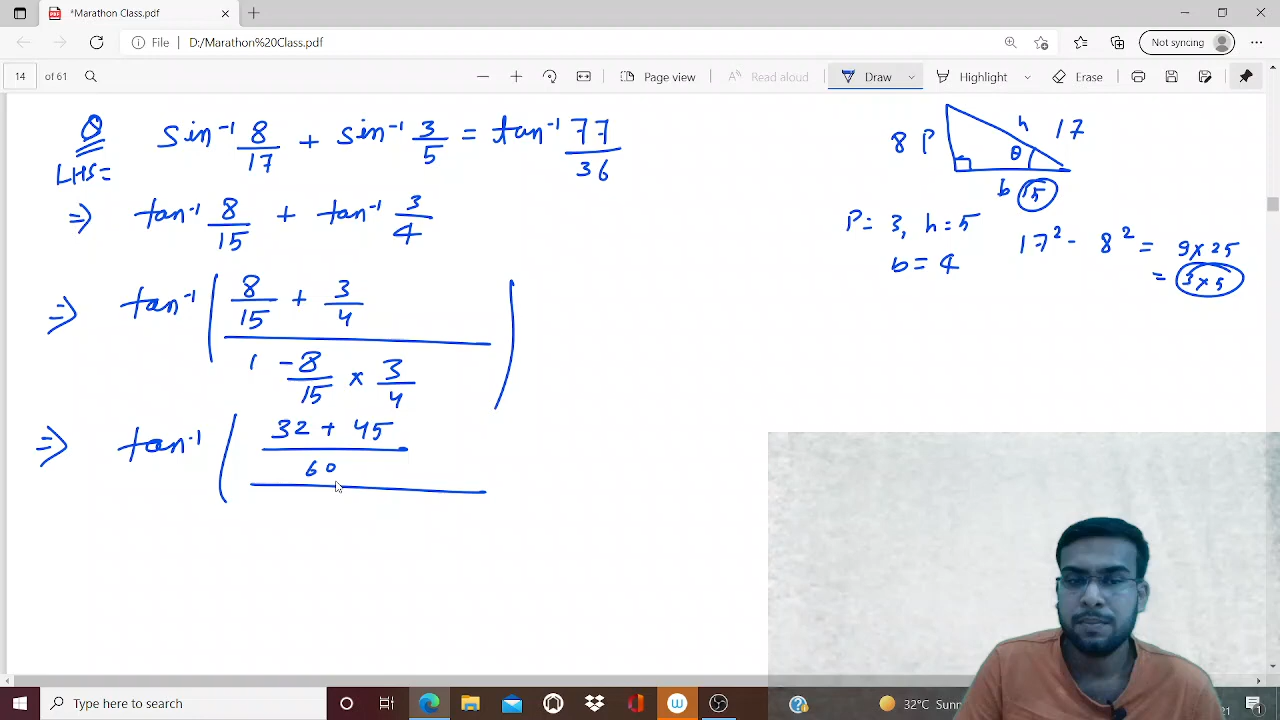 *Marathon Class.pdf
File D:/Marathon%20Class.pdf
Not syncing
14 of 61
Page view
Read aloud
Draw
Highlight
Erase
Q sin⁻¹ 8/17 + sin⁻¹ 3/5 = tan⁻¹ 77/36
LHS =
⇒ tan⁻¹ 8/15 + tan⁻¹ 3/4
⇒ tan⁻¹ ( (8/15 + 3/4) / (1 - 8/15 × 3/4) )
⇒ tan⁻¹ ( (32 + 45)/60
8 P
h 17
θ
b 15
P = 3, h = 5
b = 4
17² - 8² = 9 × 25
= 3 × 5
Type here to search
32°C Sunn